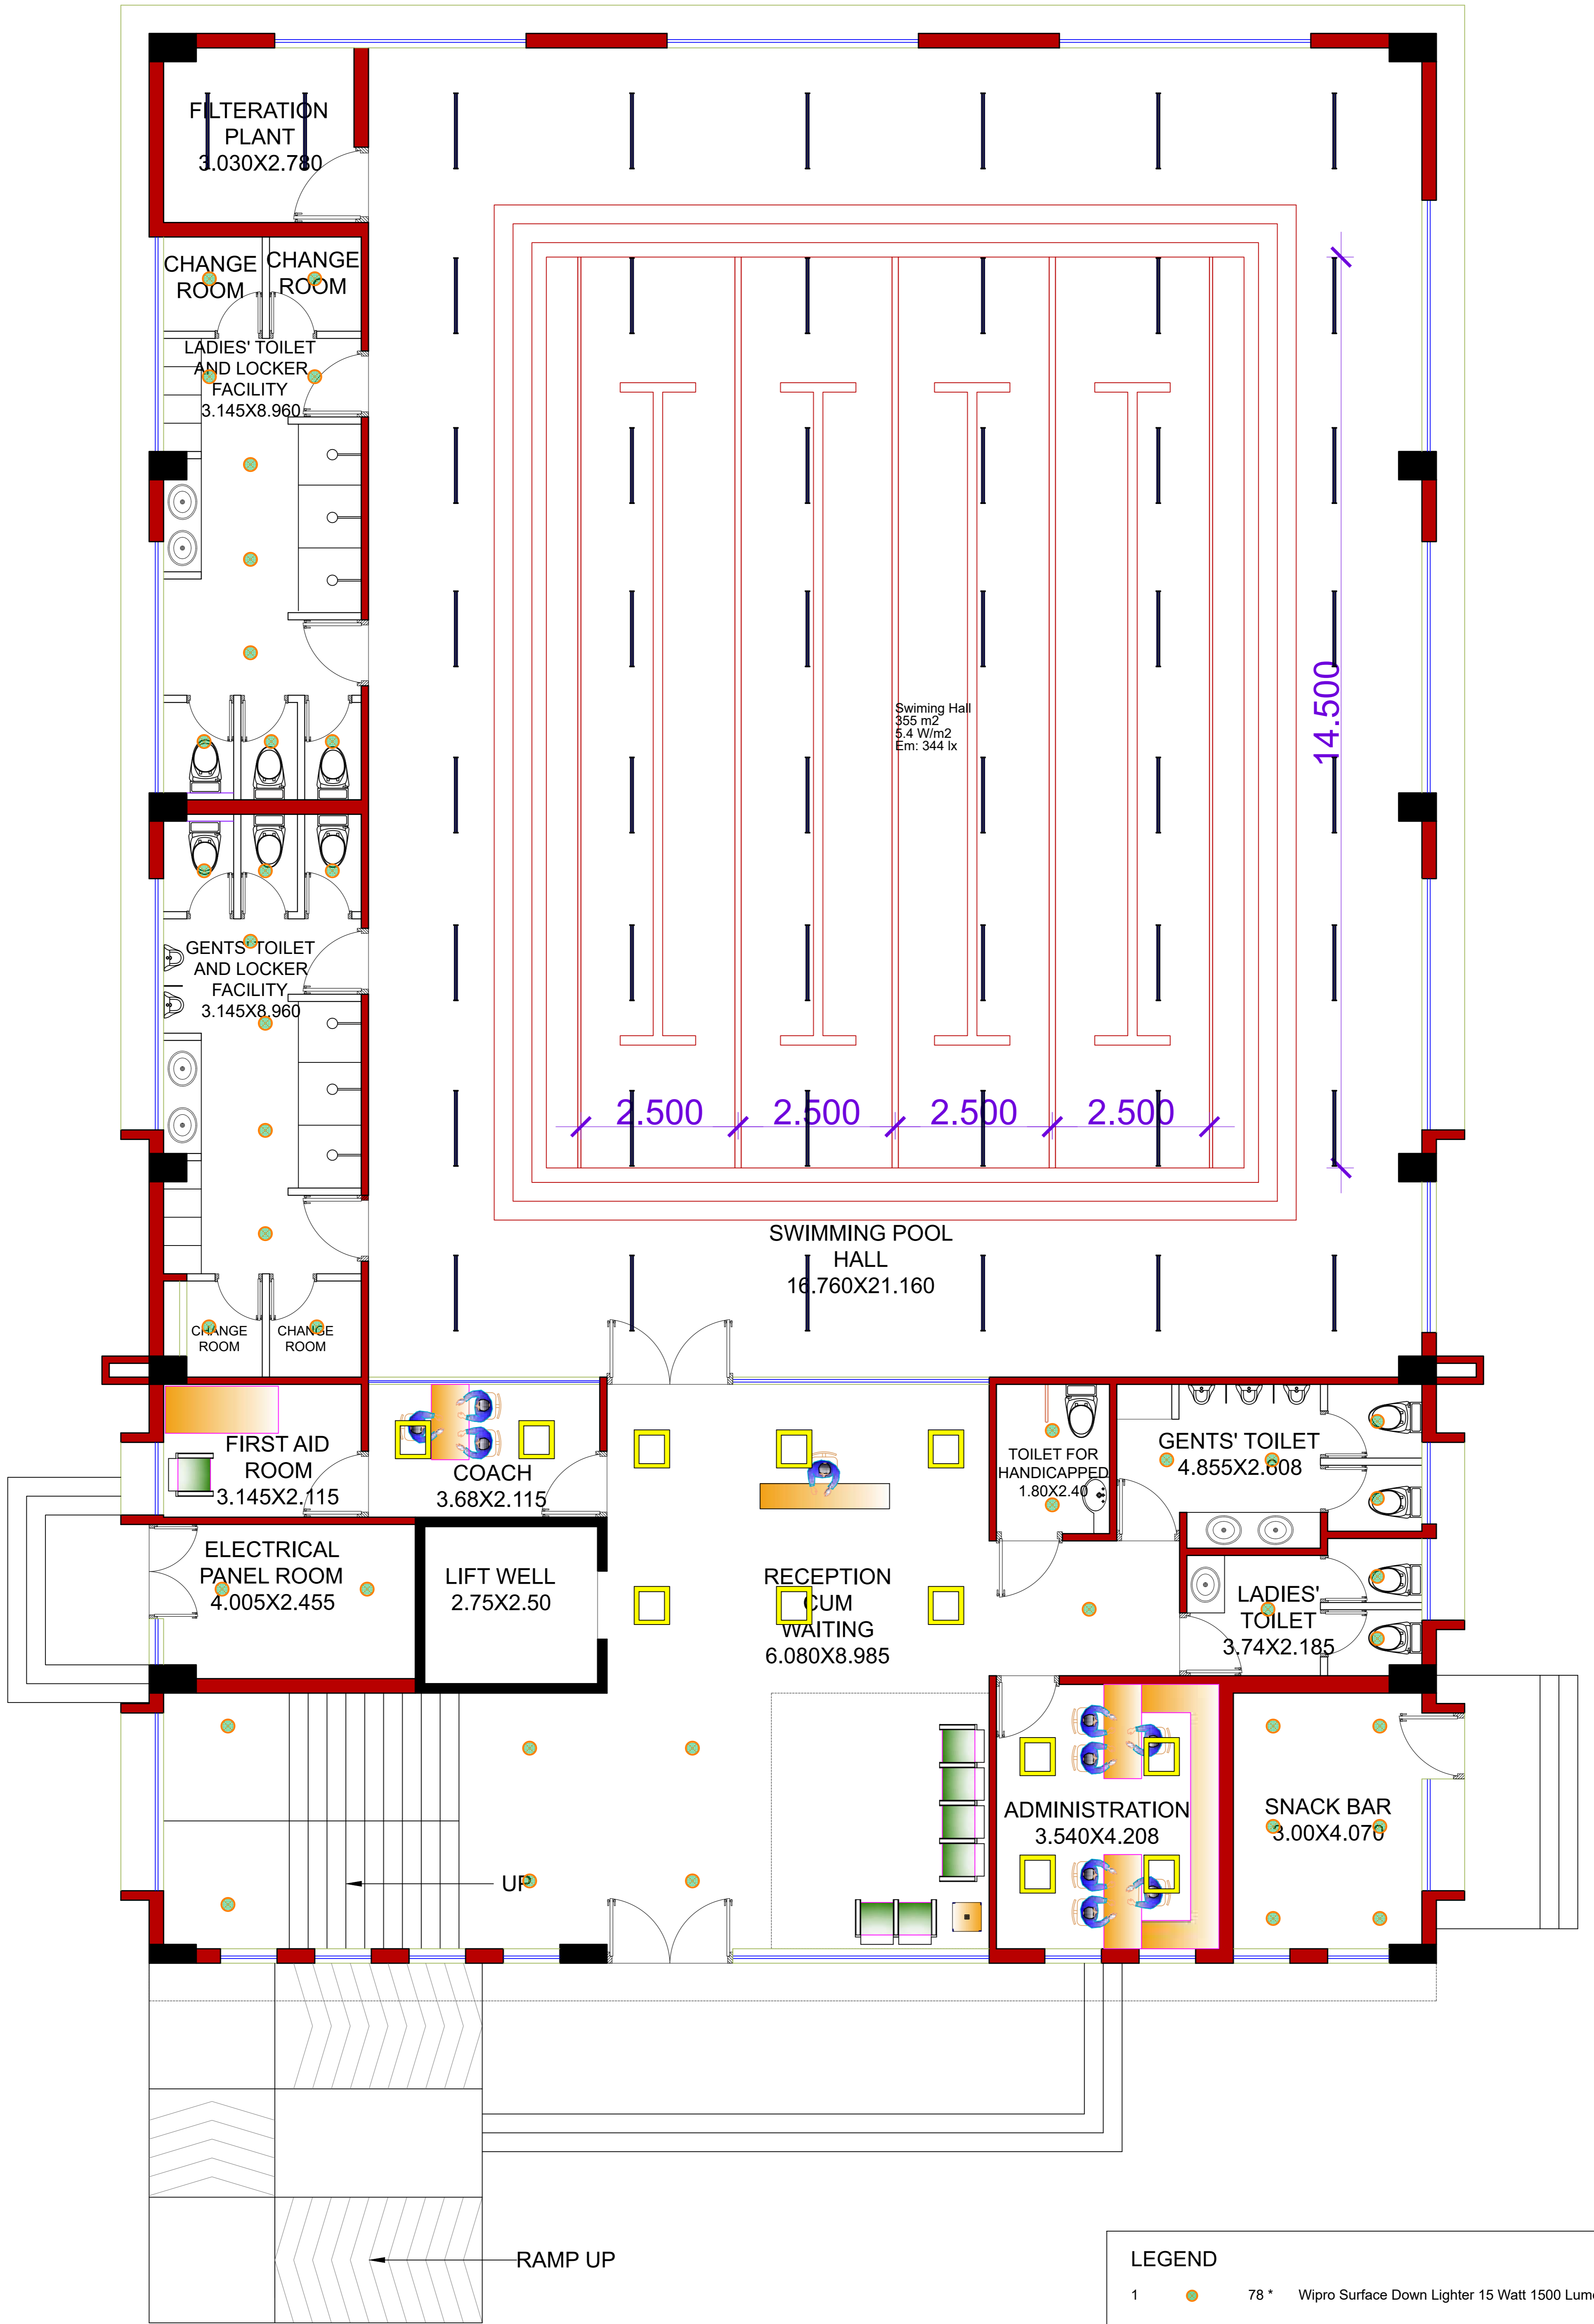 FILTERATION
PLANT
3.030X2.780
CHANGE
ROOM
CHANGE
ROOM
LADIES' TOILET
AND LOCKER
FACILITY
3.145X8.960
Swiming Hall
355 m2
5.4 W/m2
Em: 344 lx
14.500
GENTS' TOILET
AND LOCKER
FACILITY
3.145X8.960
2.500
2.500
2.500
2.500
SWIMMING POOL
HALL
16.760X21.160
CHANGE
ROOM
CHANGE
ROOM
FIRST AID
ROOM
3.145X2.115
COACH
3.68X2.115
TOILET FOR
HANDICAPPED
1.80X2.40
GENTS' TOILET
4.855X2.608
ELECTRICAL
PANEL ROOM
4.005X2.455
LIFT WELL
2.75X2.50
RECEPTION
CUM
WAITING
6.080X8.985
LADIES'
TOILET
3.74X2.185
ADMINISTRATION
3.540X4.208
SNACK BAR
3.00X4.070
UP
RAMP UP
LEGEND
1 78 * Wipro Surface Down Lighter 15 Watt 1500